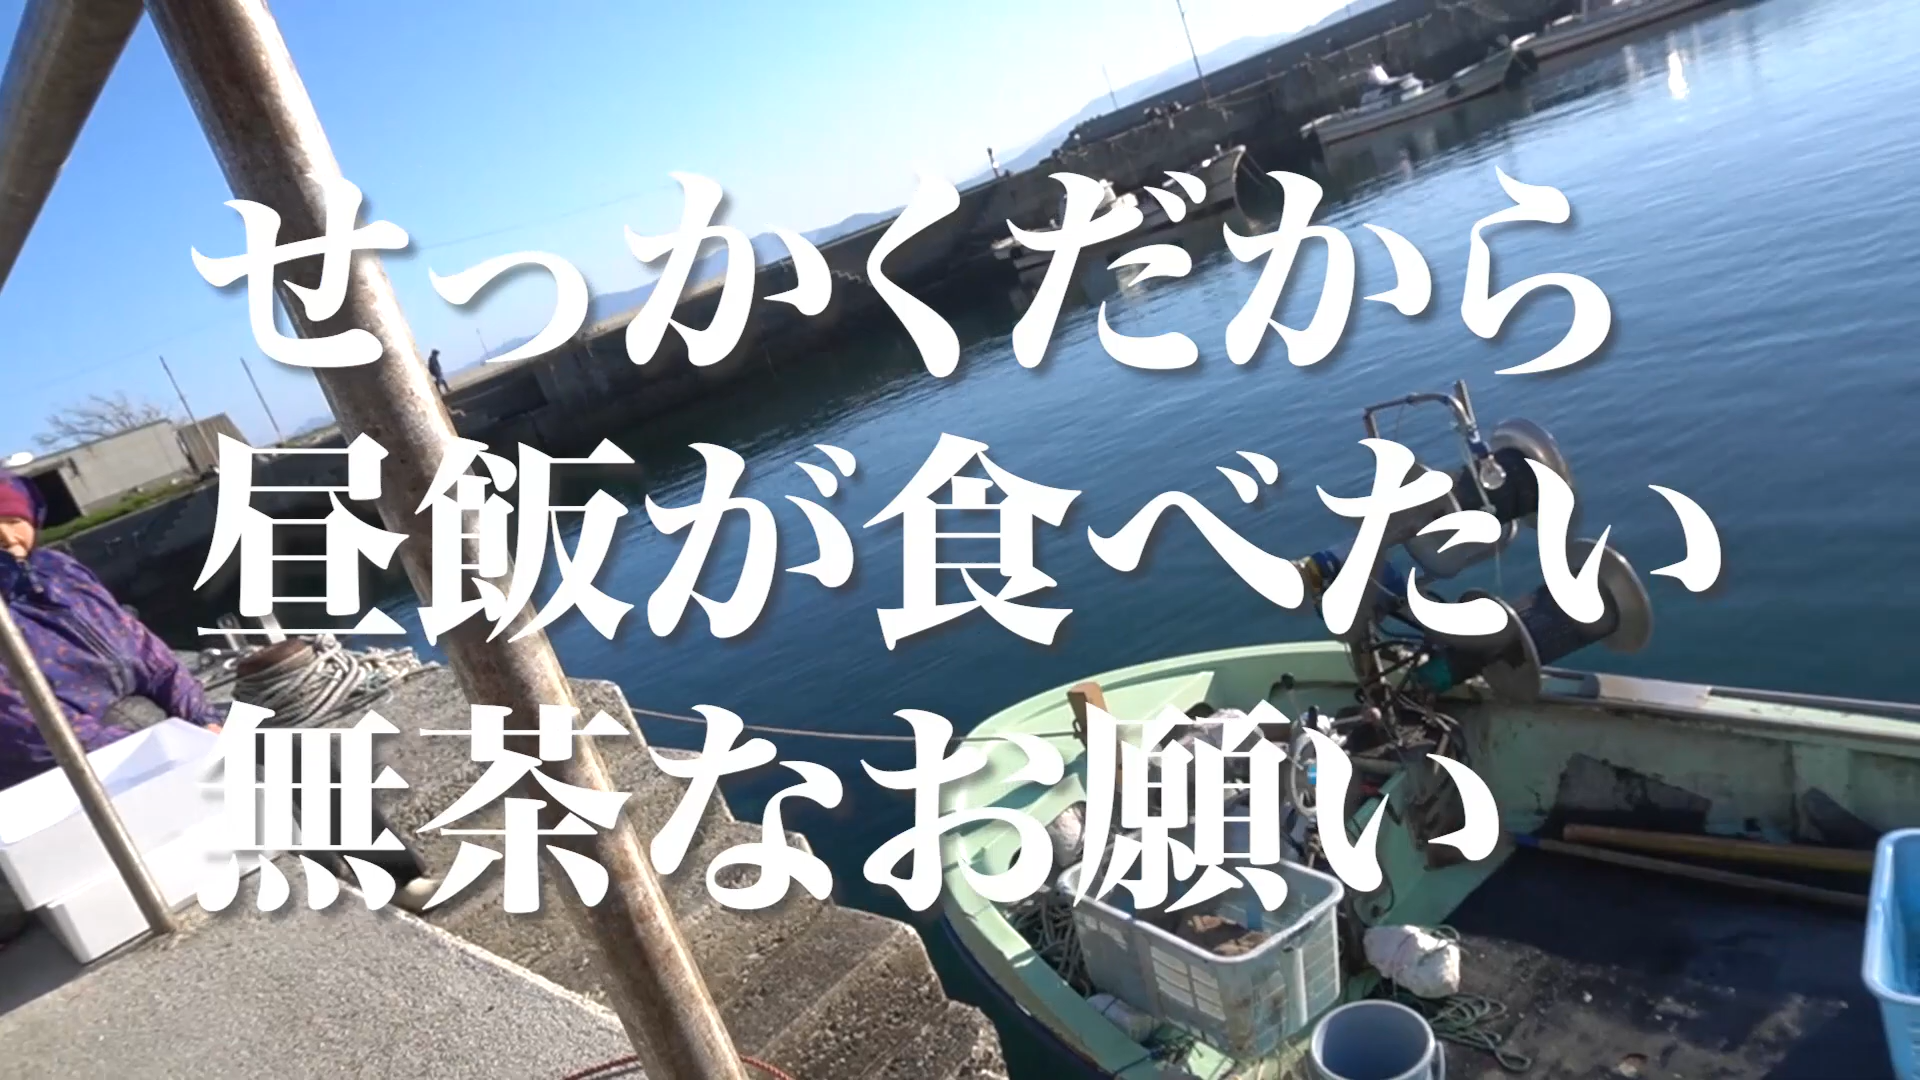 せっかくだから
昼飯が食べたい
無茶なお願い